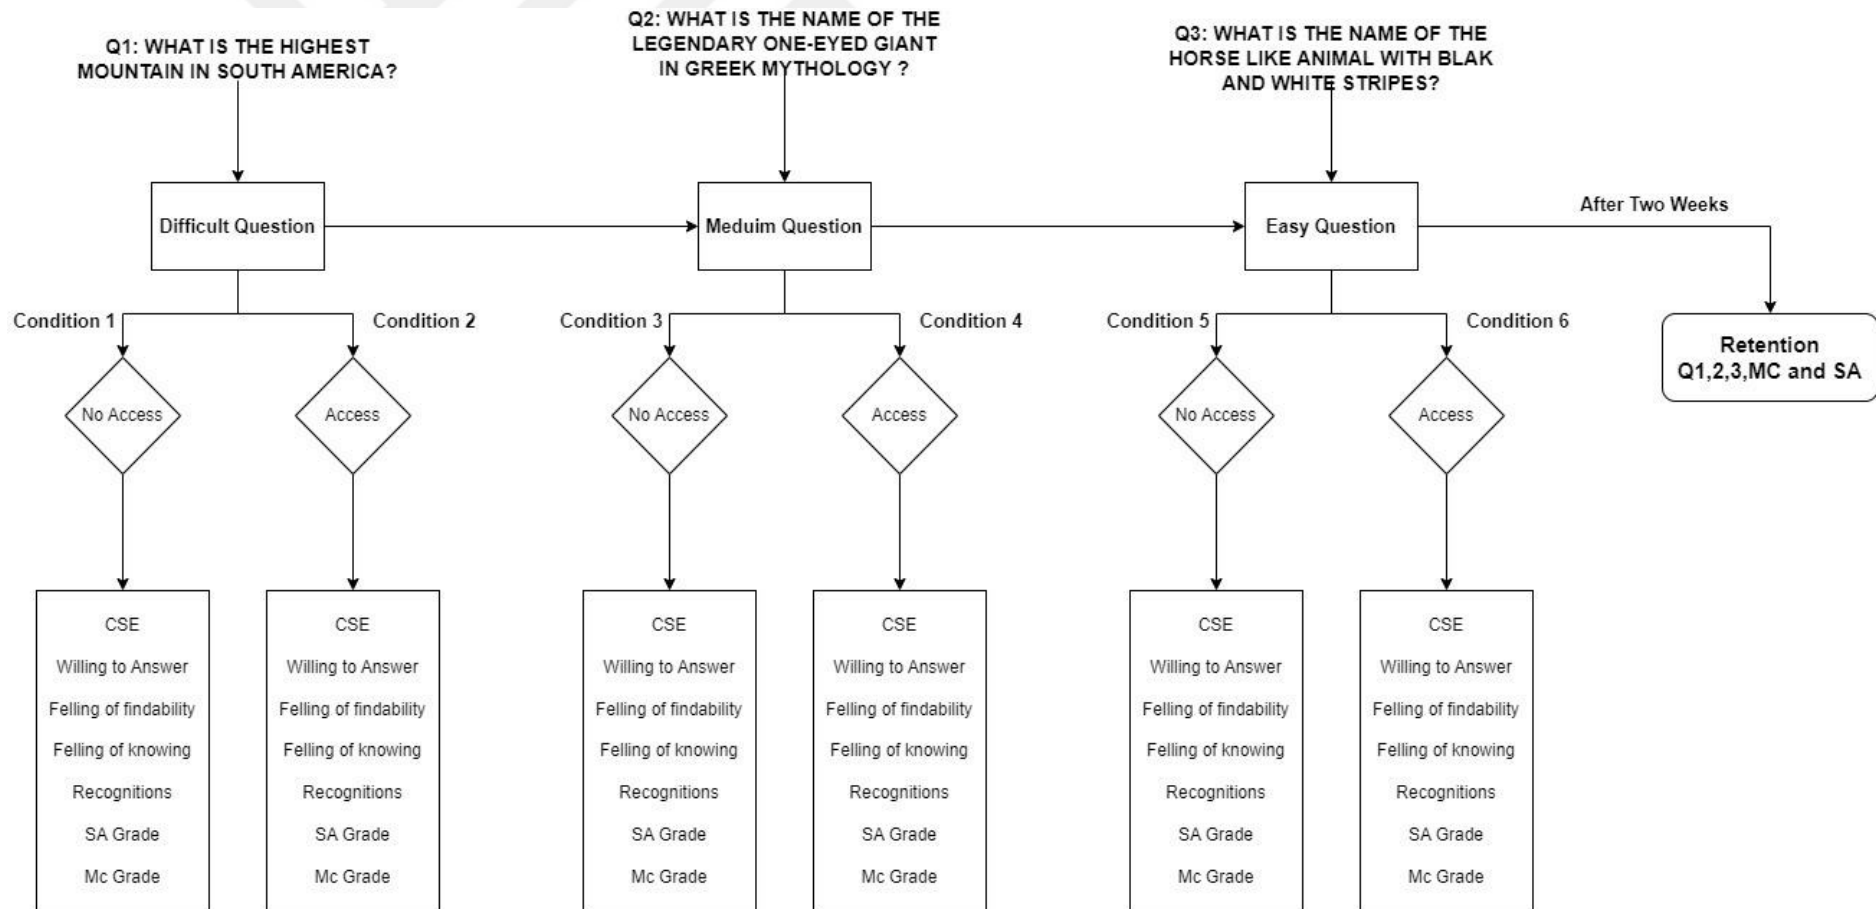 Q1: WHAT IS THE HIGHEST
MOUNTAIN IN SOUTH AMERICA?
Q2: WHAT IS THE NAME OF THE
LEGENDARY ONE-EYED GIANT
IN GREEK MYTHOLOGY ?
Q3: WHAT IS THE NAME OF THE
HORSE LIKE ANIMAL WITH BLAK
AND WHITE STRIPES?
Difficult Question
Meduim Question
Easy Question
After Two Weeks
Condition 1
Condition 2
Condition 3
Condition 4
Condition 5
Condition 6
Retention
Q1,2,3,MC and SA
No Access
Access
No Access
Access
No Access
Access
CSE
Willing to Answer
Felling of findability
Felling of knowing
Recognitions
SA Grade
Mc Grade
CSE
Willing to Answer
Felling of findability
Felling of knowing
Recognitions
SA Grade
Mc Grade
CSE
Willing to Answer
Felling of findability
Felling of knowing
Recognitions
SA Grade
Mc Grade
CSE
Willing to Answer
Felling of findability
Felling of knowing
Recognitions
SA Grade
Mc Grade
CSE
Willing to Answer
Felling of findability
Felling of knowing
Recognitions
SA Grade
Mc Grade
CSE
Willing to Answer
Felling of findability
Felling of knowing
Recognitions
SA Grade
Mc Grade